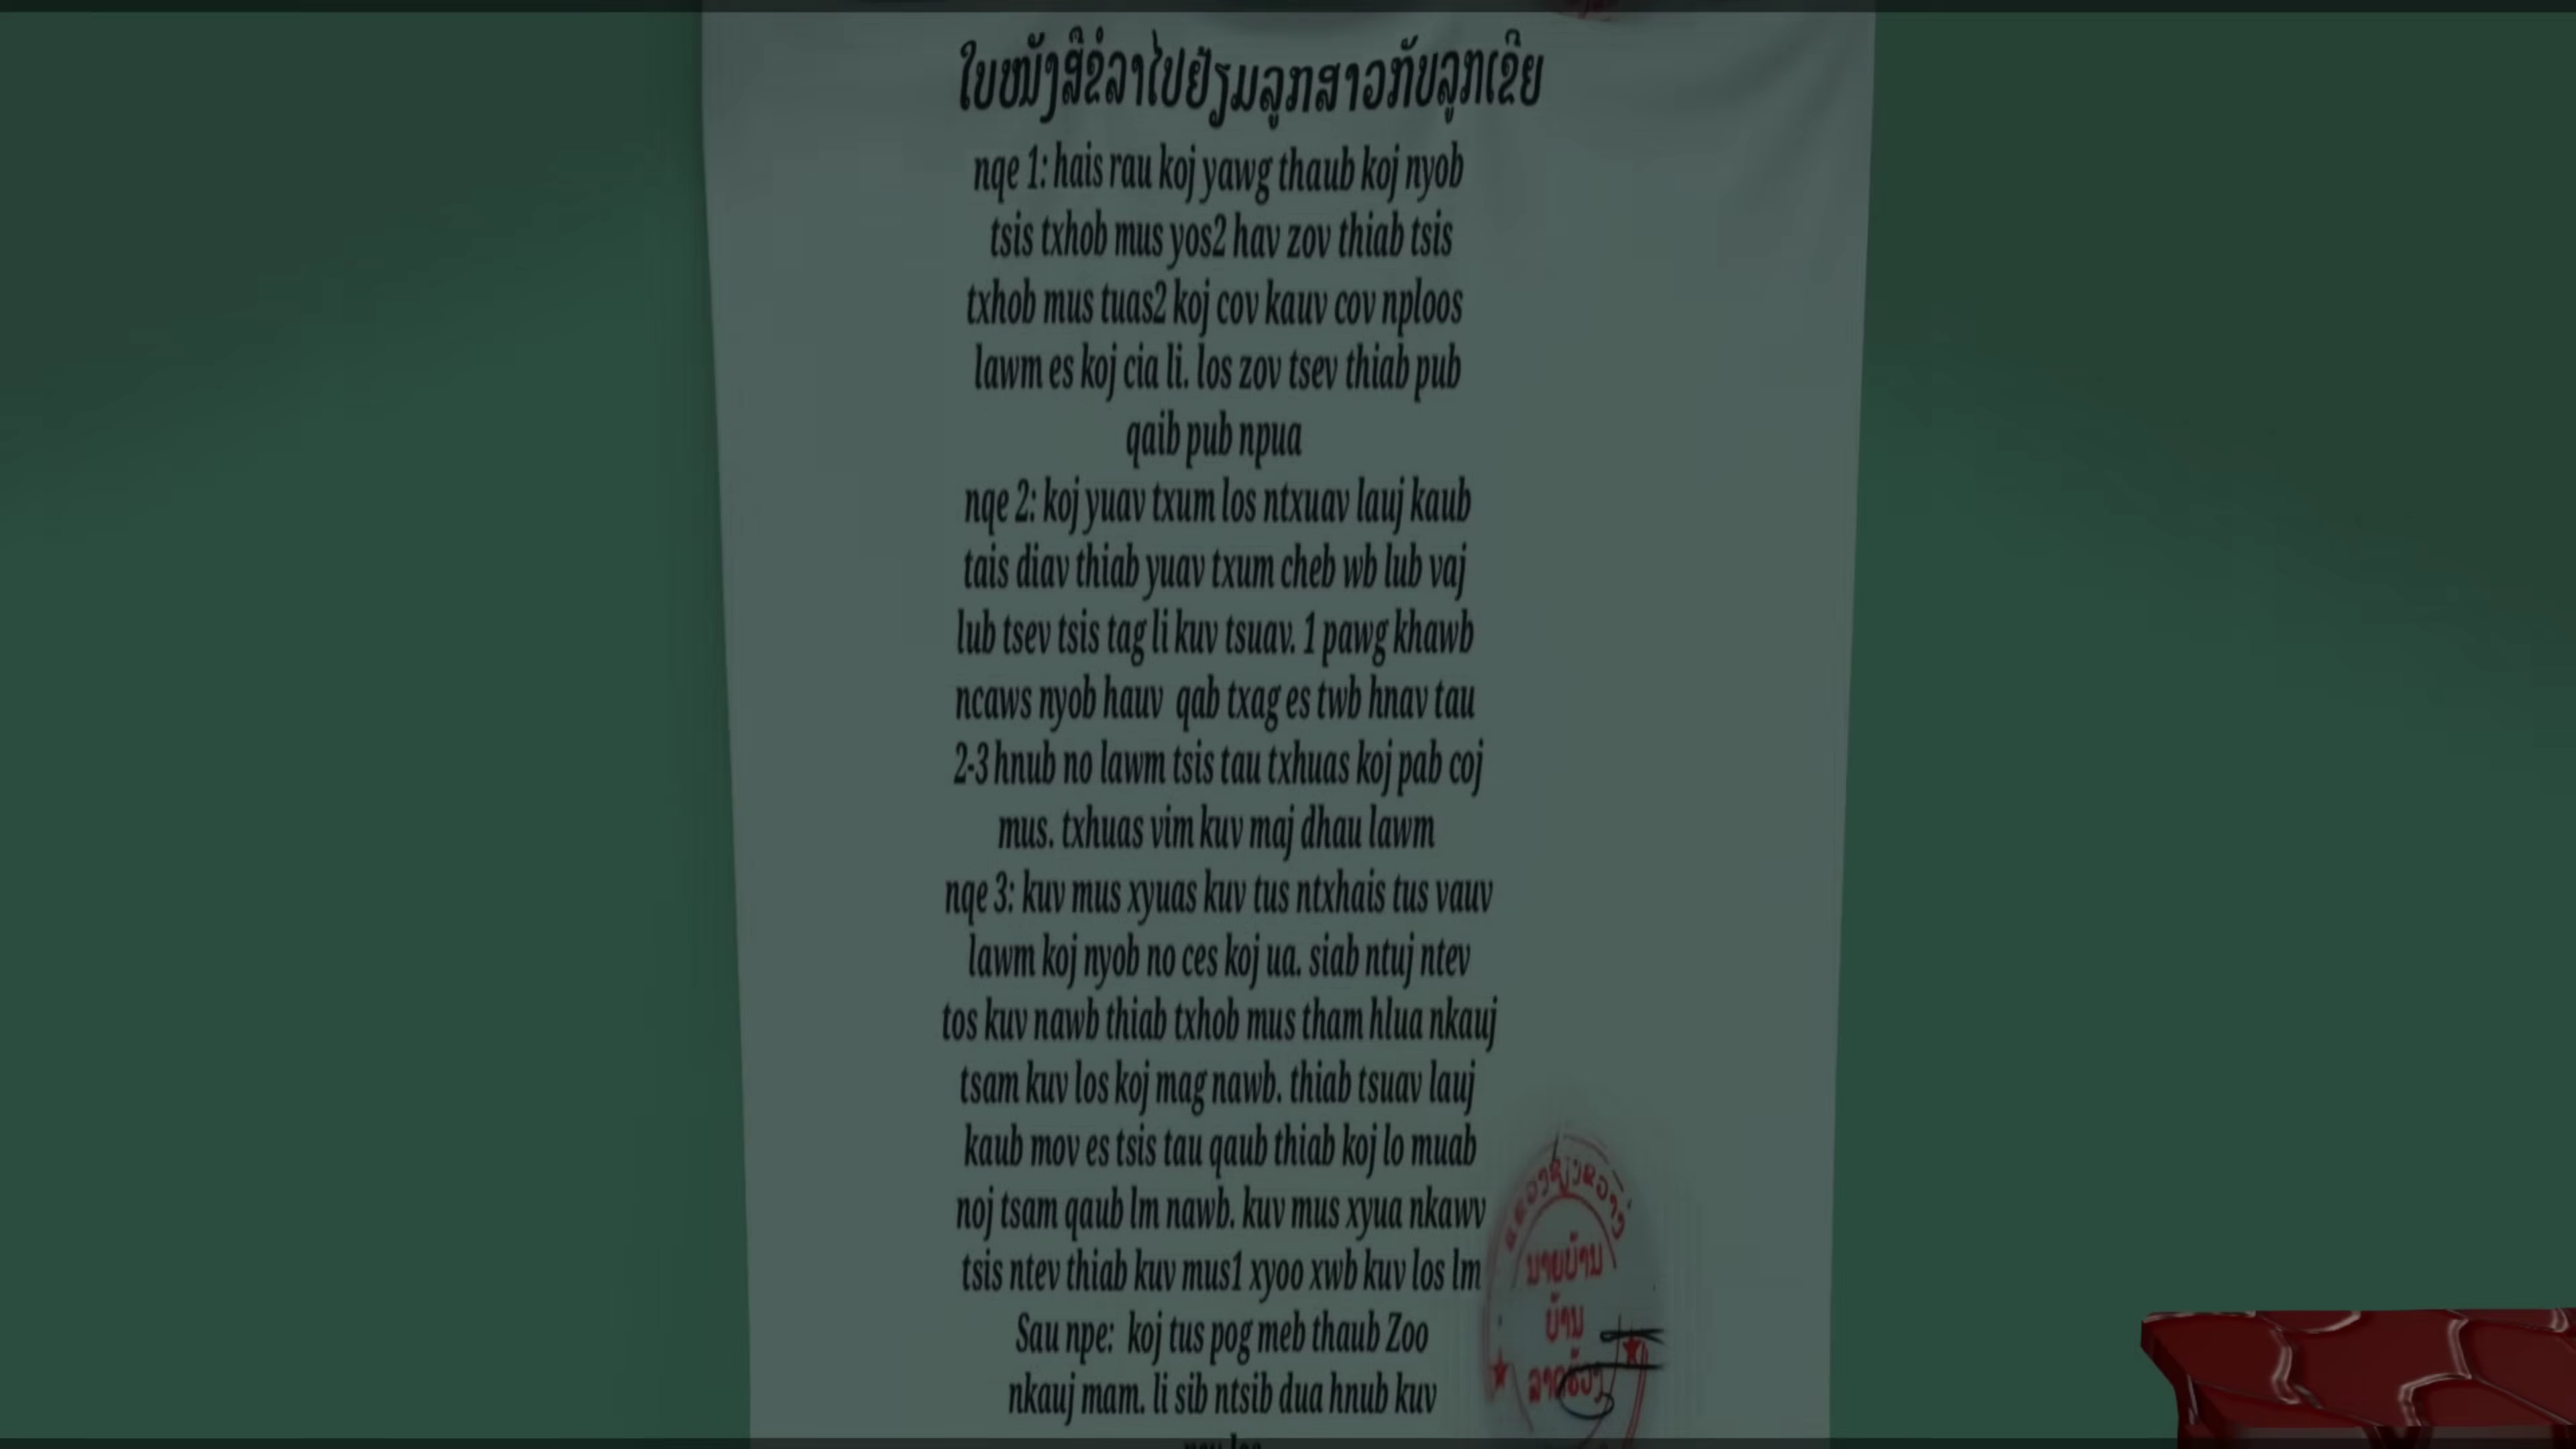 ໃບໜັງສືຂໍລາໄປຢ້ຽມລູກສາວກັບລູກເຂີຍ
nqe 1: hais rau koj yawg thaub koj nyob
tsis txhob mus yos2 hav zov thiab tsis
txhob mus tuas2 koj cov kauv cov nploos
lawm es koj cia li. los zov tsev thiab pub
qaib pub npua
nqe 2: koj yuav txum los ntxuav lauj kaub
tais diav thiab yuav txum cheb wb lub vaj
lub tsev tsis tag li kuv tsuav. 1 pawg khawb
ncaws nyob hauv qab txag es twb hnav tau
2-3 hnub no lawm tsis tau txhuas koj pab coj
mus. txhuas vim kuv maj dhau lawm
nqe 3: kuv mus xyuas kuv tus ntxhais tus vauv
lawm koj nyob no ces koj ua. siab ntuj ntev
tos kuv nawb thiab txhob mus tham hlua nkauj
tsam kuv los koj mag nawb. thiab tsuav lauj
kaub mov es tsis tau qaub thiab koj lo muab
noj tsam qaub lm nawb. kuv mus xyua nkawv
tsis ntev thiab kuv mus1 xyoo xwb kuv los lm
Sau npe: koj tus pog meb thaub Zoo
nkauj mam. li sib ntsib dua hnub kuv
ນາຍບ້ານ
ບ້ານ